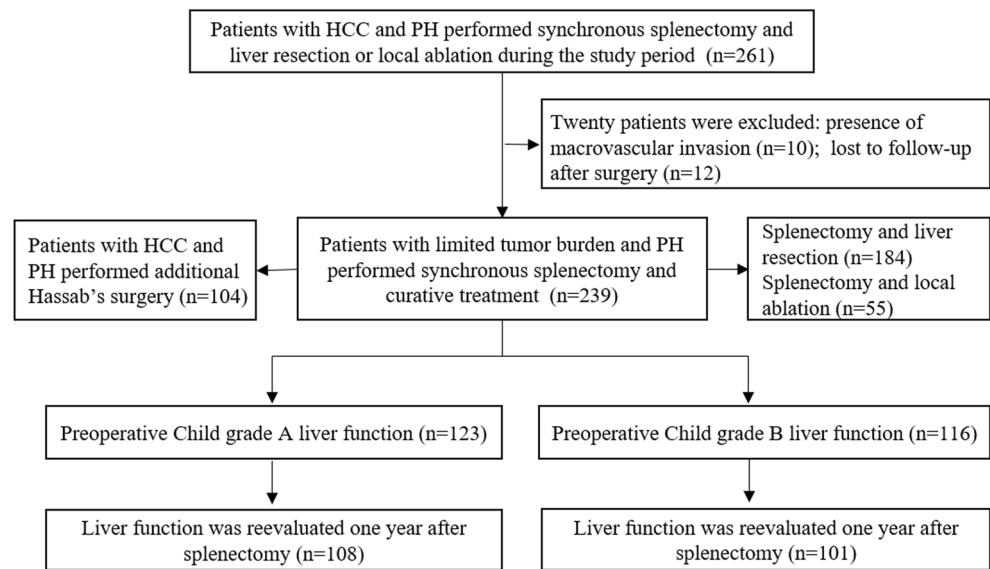 Patients with HCC and PH performed synchronous splenectomy and
liver resection or local ablation during the study period (n=261)
Twenty patients were excluded: presence of
macrovascular invasion (n=10); lost to follow-up
after surgery (n=12)
Patients with HCC and
PH performed additional
Hassab's surgery (n=104)
Patients with limited tumor burden and PH
performed synchronous splenectomy and
curative treatment (n=239)
Splenectomy and liver
resection (n=184)
Splenectomy and local
ablation (n=55)
Preoperative Child grade A liver function (n=123)
Preoperative Child grade B liver function (n=116)
Liver function was reevaluated one year after
splenectomy (n=108)
Liver function was reevaluated one year after
splenectomy (n=101)